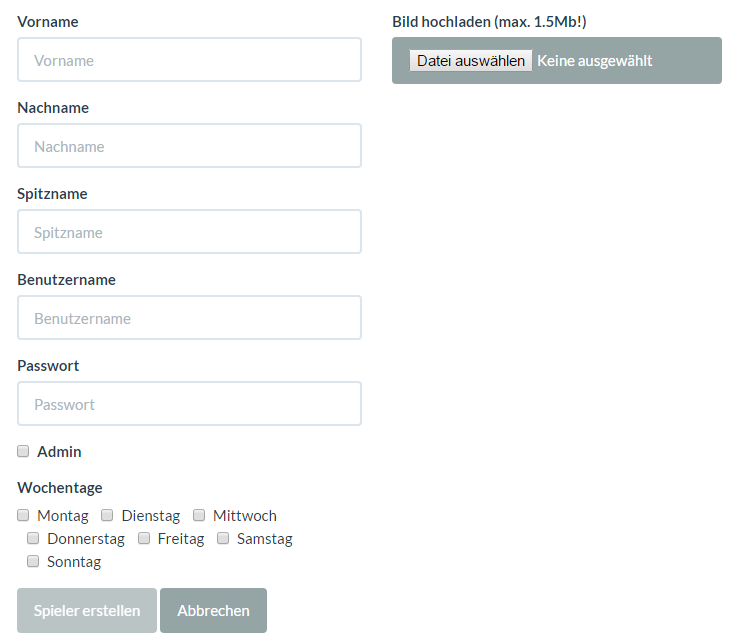 Vorname
Vorname
Nachname
Nachname
Spitzname
Spitzname
Benutzername
Benutzername
Passwort
Passwort
Admin
Wochentage
Montag Dienstag Mittwoch
Donnerstag Freitag Samstag
Sonntag
Spieler erstellen Abbrechen
Bild hochladen (max. 1.5Mb!)
Datei auswählen Keine ausgewählt